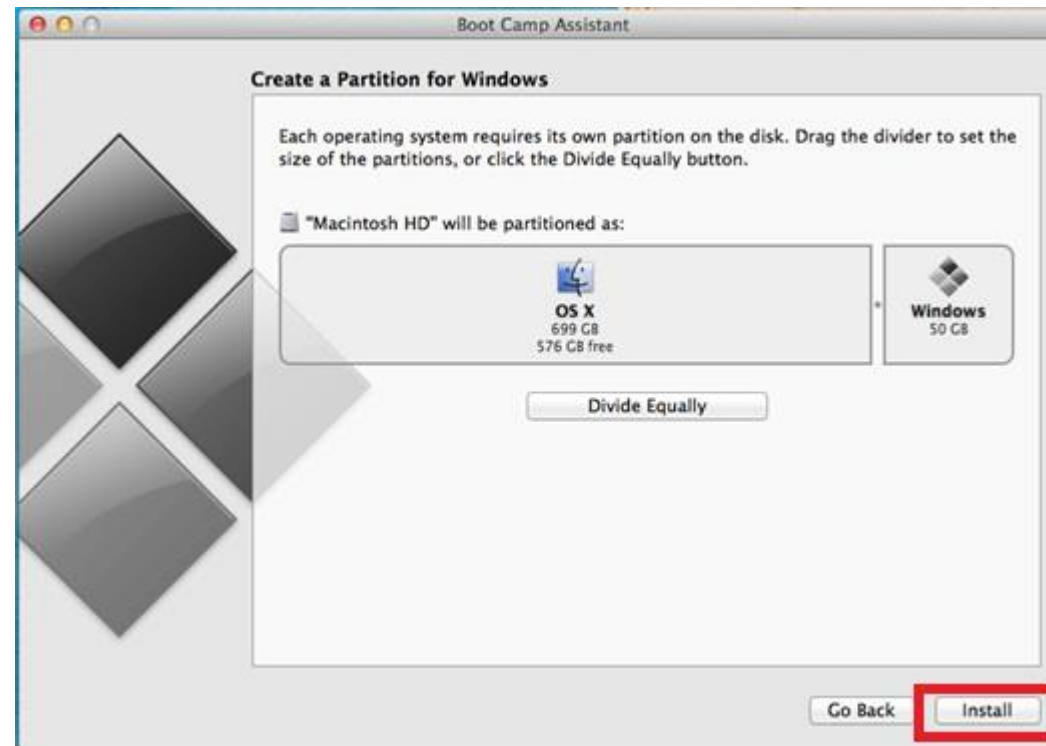 Boot Camp Assistant
Create a Partition for Windows
Each operating system requires its own partition on the disk. Drag the divider to set the
size of the partitions, or click the Divide Equally button.
"Macintosh HD" will be partitioned as:
OS X
699 GB
576 GB free
Windows
50 GB
Divide Equally
Go Back
Install